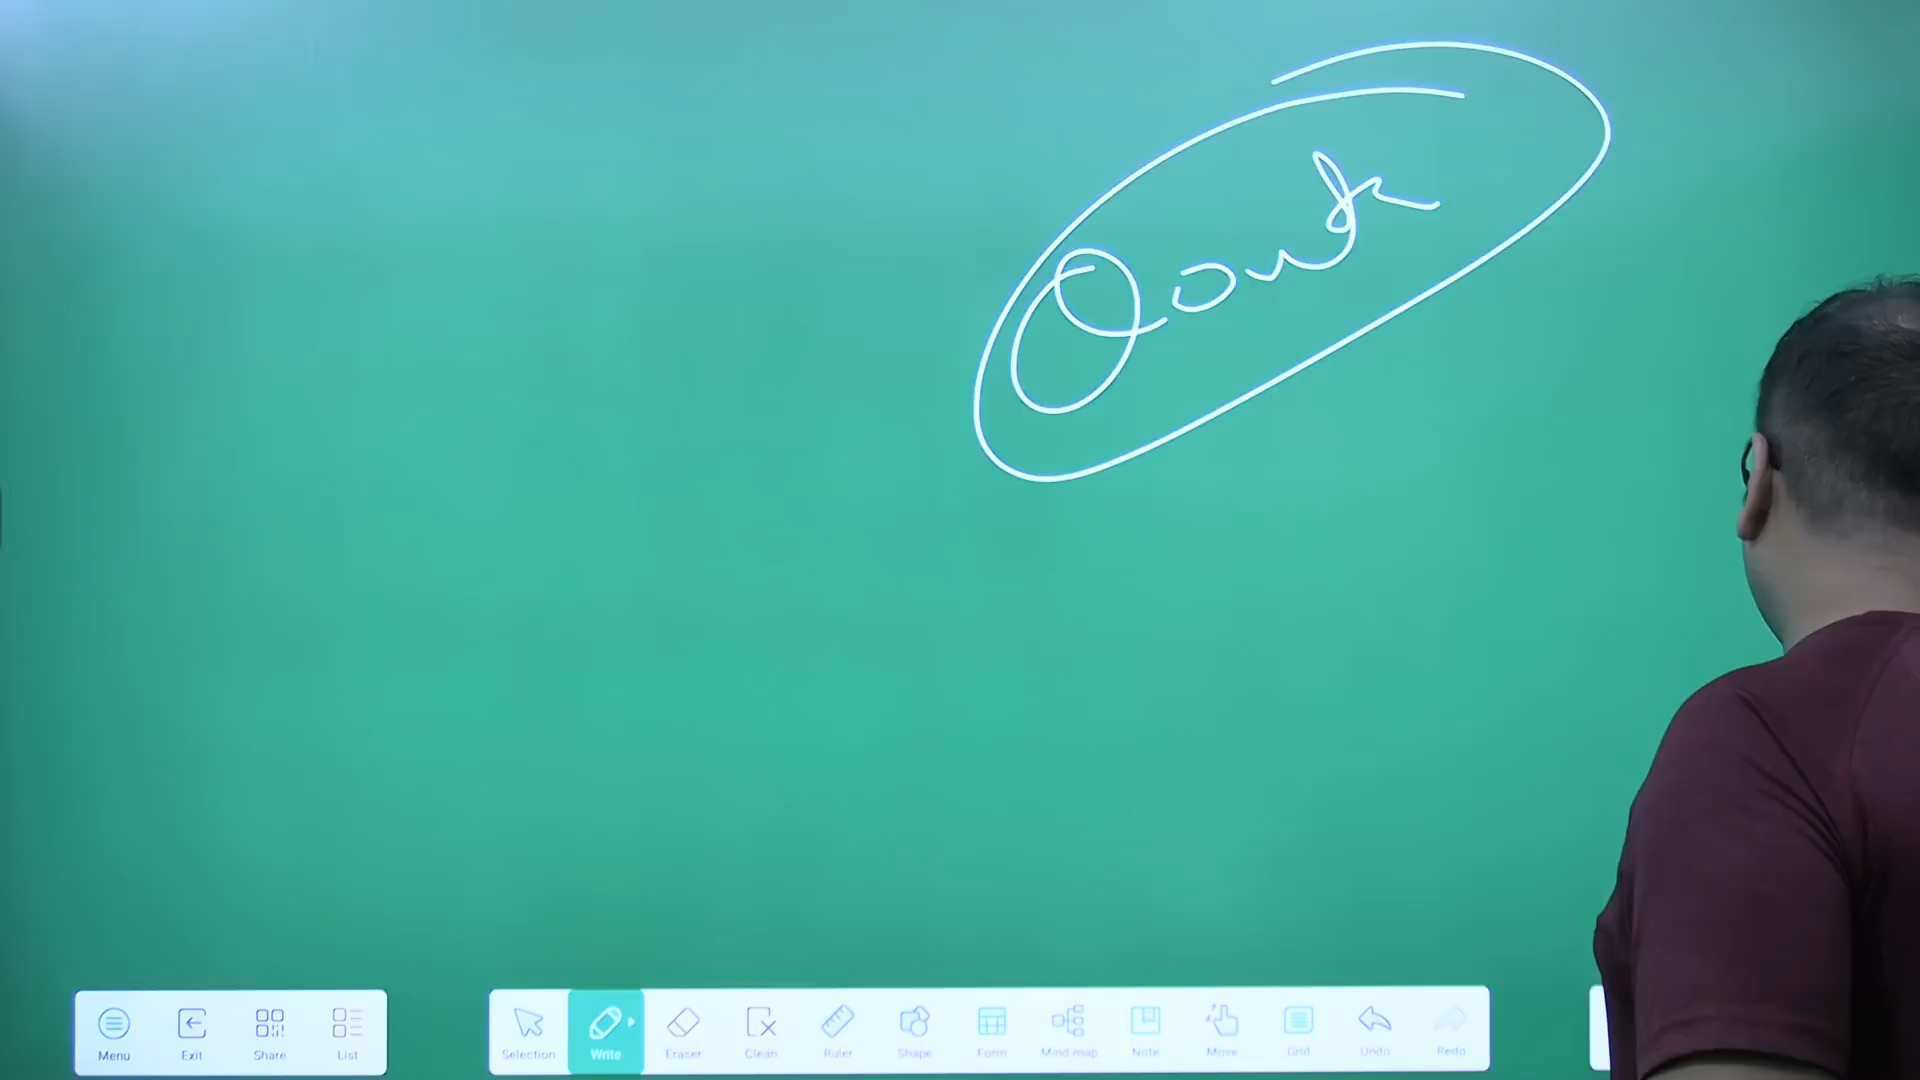 Menu
Exit
Share
List
Selection
Write
Eraser
Clean
Ruler
Shape
Form
Mind map
Note
Move
Grid
Undo
Redo